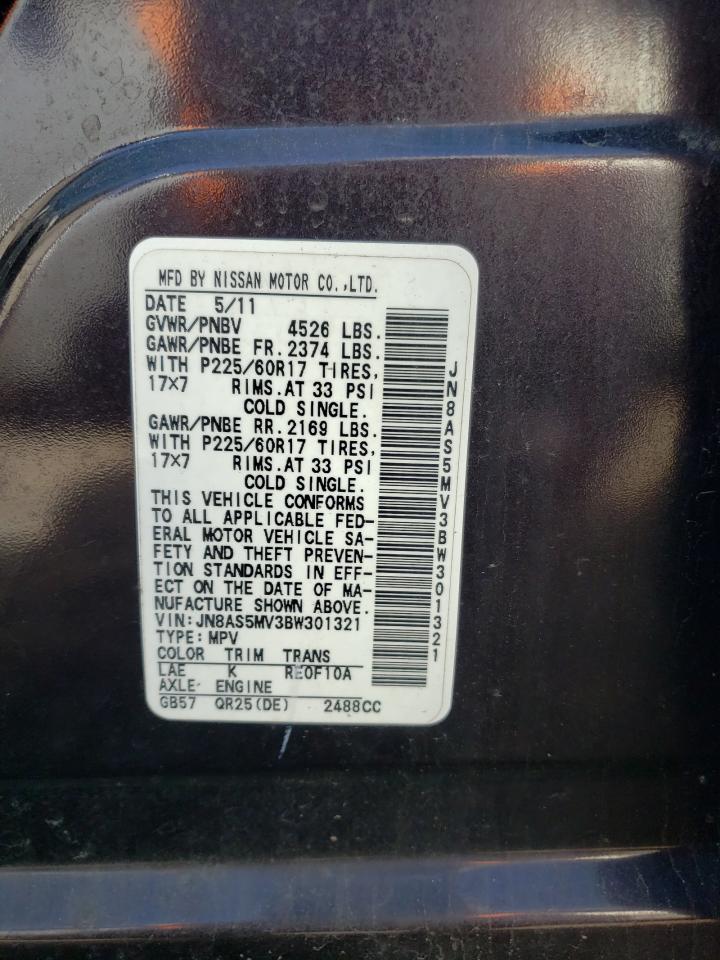 MFD BY NISSAN MOTOR CO.,LTD.
DATE 5/11
GVWR/PNBV 4526 LBS.
GAWR/PNBE FR. 2374 LBS.
WITH P225/60R17 TIRES,
17X7 RIMS.AT 33 PSI
COLD SINGLE.
GAWR/PNBE RR. 2169 LBS.
WITH P225/60R17 TIRES,
17X7 RIMS.AT 33 PSI
COLD SINGLE.
THIS VEHICLE CONFORMS
TO ALL APPLICABLE FED-
ERAL MOTOR VEHICLE SA-
FETY AND THEFT PREVEN-
TION STANDARDS IN EFF-
ECT ON THE DATE OF MA-
NUFACTURE SHOWN ABOVE.
VIN:JN8AS5MV3BW301321
TYPE:MPV
COLOR TRIM TRANS
LAE K RE0F10A
AXLE ENGINE
GB57 QR25(DE) 2488CC
JN8AS5MV3BW301321